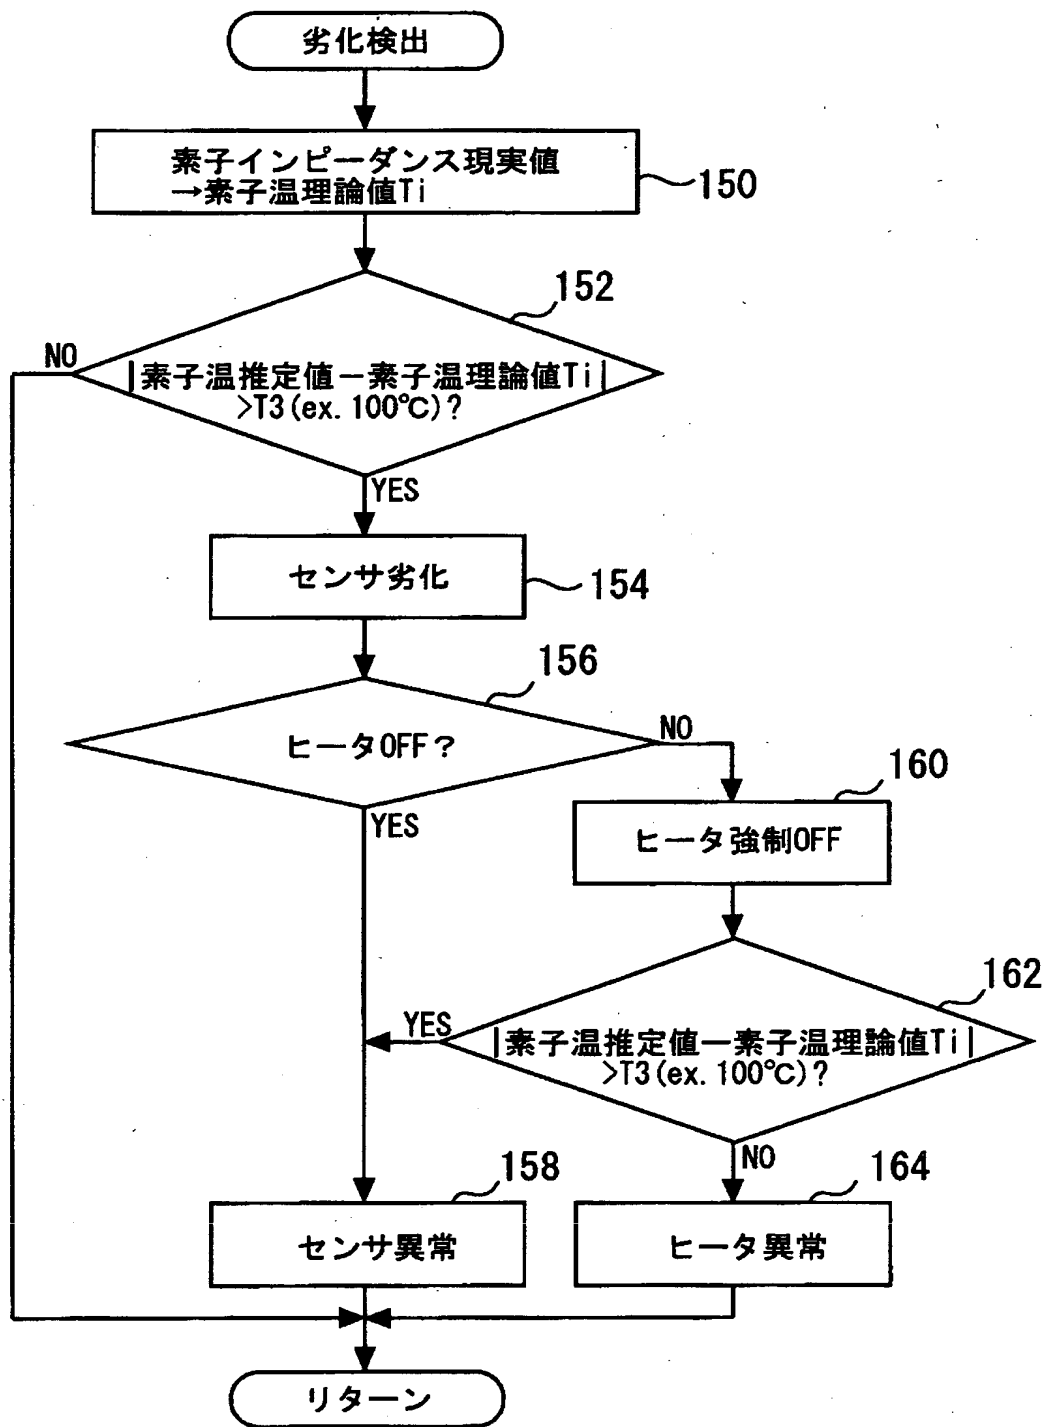 劣化検出
素子インピーダンス現実値
→素子温理論値Ti
150
152
NO
|素子温推定値－素子温理論値Ti|
>T3(ex. 100℃)?
YES
センサ劣化
154
156
ヒータOFF？
NO
YES
160
ヒータ強制OFF
162
YES
|素子温推定値－素子温理論値Ti|
>T3(ex. 100℃)?
NO
158
センサ異常
164
ヒータ異常
リターン